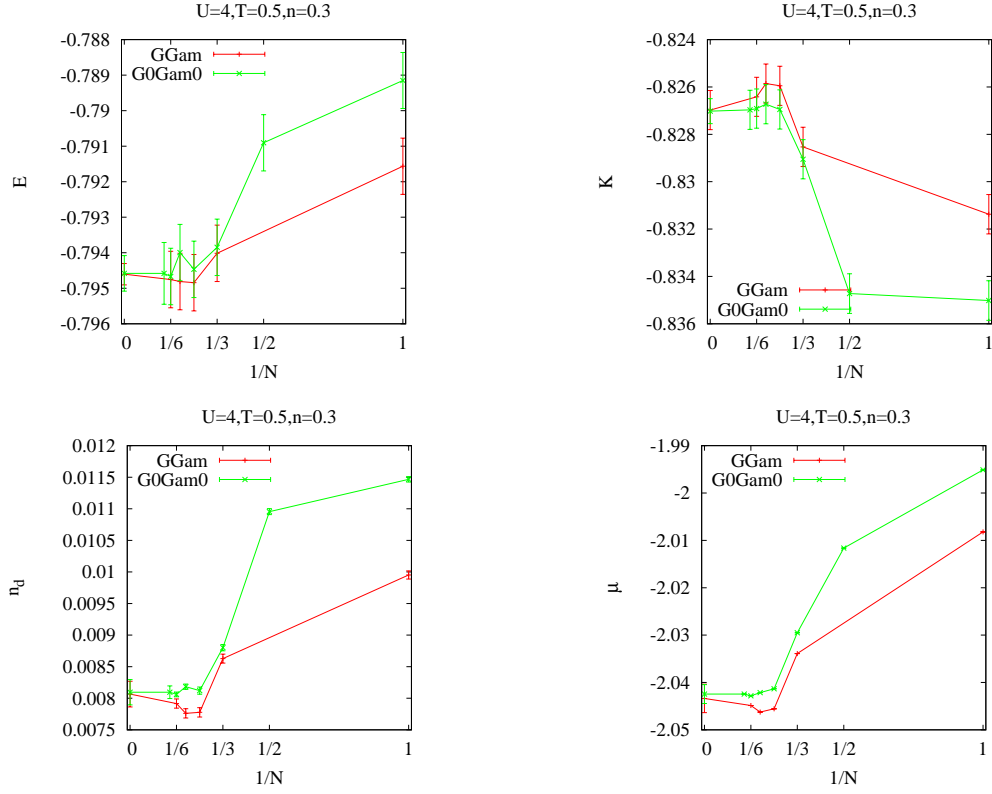 U=4,T=0.5,n=0.3
-0.788
-0.789
-0.79
-0.791
-0.792
-0.793
-0.794
-0.795
-0.796
E
GGam
G0Gam0
0 1/6 1/3 1/2 1
1/N
U=4,T=0.5,n=0.3
-0.824
-0.826
-0.828
-0.83
-0.832
-0.834
-0.836
K
GGam
G0Gam0
0 1/6 1/3 1/2 1
1/N
U=4,T=0.5,n=0.3
0.012
0.0115
0.011
0.0105
0.01
0.0095
0.009
0.0085
0.008
0.0075
n_d
GGam
G0Gam0
0 1/6 1/3 1/2 1
1/N
U=4,T=0.5,n=0.3
-1.99
-2
-2.01
-2.02
-2.03
-2.04
-2.05
μ
GGam
G0Gam0
0 1/6 1/3 1/2 1
1/N